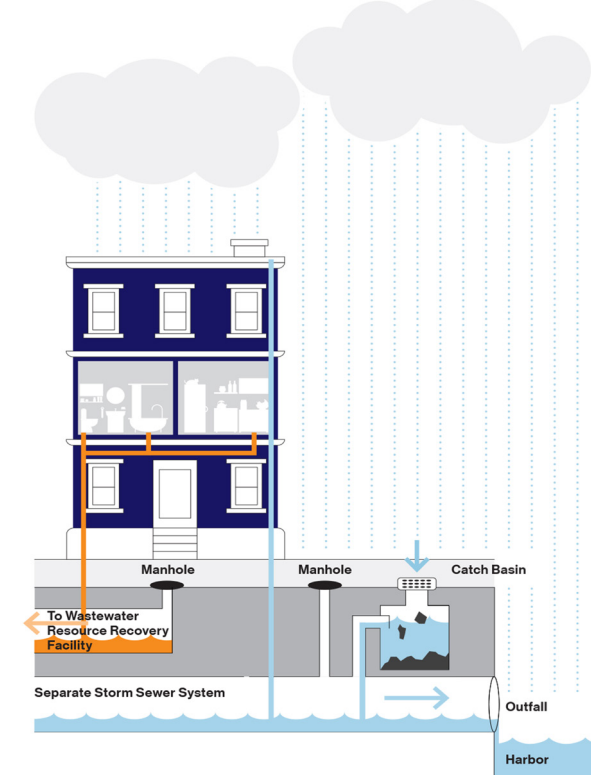 Manhole
Manhole
Catch Basin
To Wastewater
Resource Recovery
Facility
Separate Storm Sewer System
Outfall
Harbor